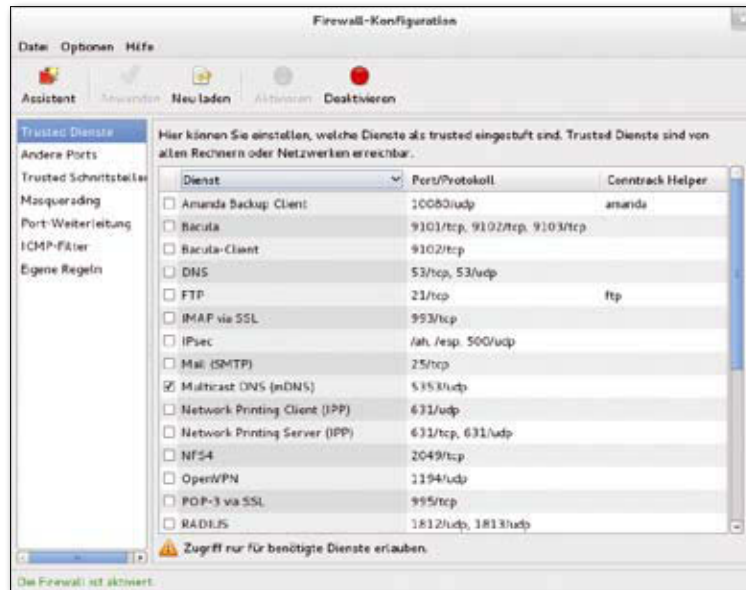 Firewall-Konfiguration
Datei Optionen Hilfe
Assistent Anwenden Neu laden Aktivieren Deaktivieren
Trusted Dienste
Andere Ports
Trusted Schnittstellen
Masquerading
Port-Weiterleitung
ICMP-Filter
Eigene Regeln
Hier können Sie einstellen, welche Dienste als trusted eingestuft sind. Trusted Dienste sind von
allen Rechnern oder Netzwerken erreichbar.
Dienst Port/Protokoll Conntrack Helper
Amanda Backup Client 10080/udp amanda
Bacula 9101/tcp, 9102/tcp, 9103/tcp
Bacula-Client 9102/tcp
DNS 53/tcp, 53/udp
FTP 21/tcp ftp
IMAP via SSL 993/tcp
IPsec /ah, /esp, 500/udp
Mail (SMTP) 25/tcp
Multicast DNS (mDNS) 5353/udp
Network Printing Client (IPP) 631/udp
Network Printing Server (IPP) 631/tcp, 631/udp
NFS4 2049/tcp
OpenVPN 1194/udp
POP-3 via SSL 995/tcp
RADIUS 1812/udp, 1813/udp
Zugriff nur für benötigte Dienste erlauben.
Die Firewall ist aktiviert.